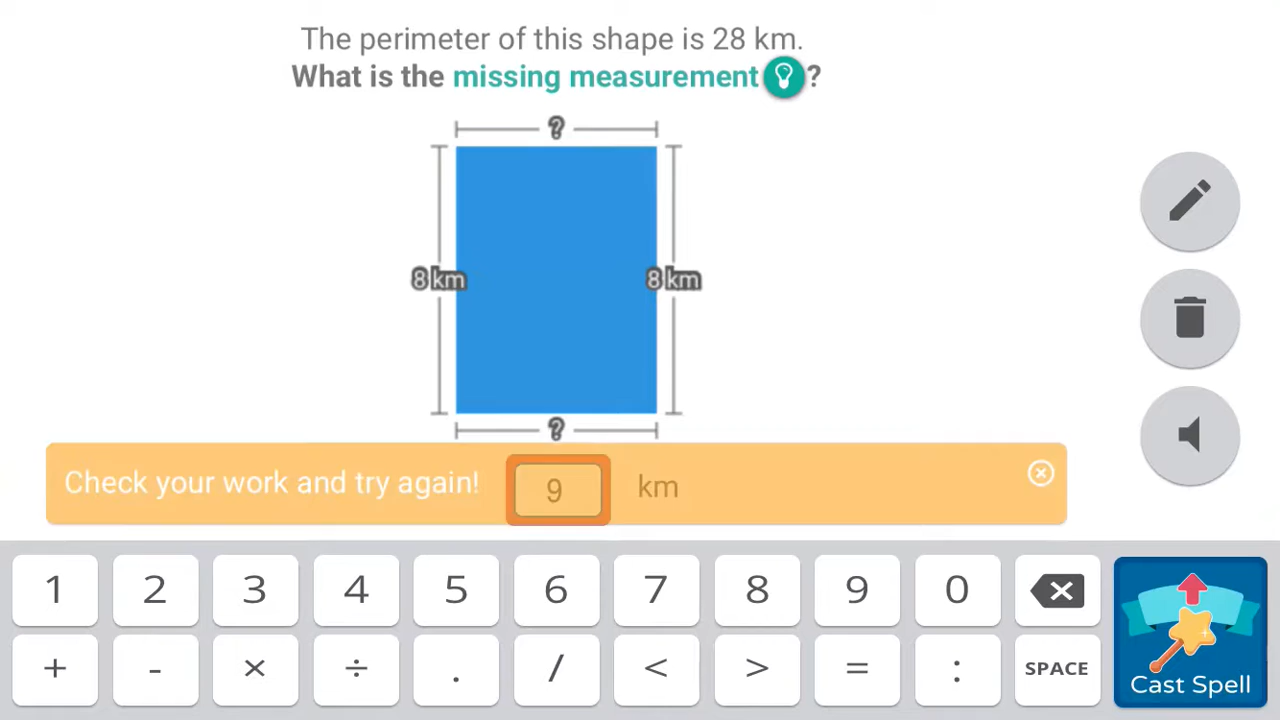 The perimeter of this shape is 28 km.
What is the missing measurement ?
?
8 km 8 km
?
Check your work and try again! 9 km
1 2 3 4 5 6 7 8 9 0
+ - × ÷ . / < > = : SPACE
Cast Spell